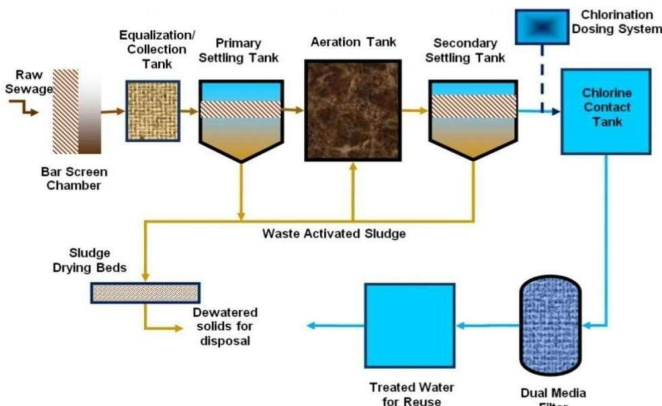 Raw
Sewage
Bar Screen
Chamber
Equalization/
Collection
Tank
Primary
Settling Tank
Aeration Tank
Secondary
Settling Tank
Chlorination
Dosing System
Chlorine
Contact
Tank
Waste Activated Sludge
Sludge
Drying Beds
Dewatered
solids for
disposal
Treated Water
for Reuse
Dual Media
Filter